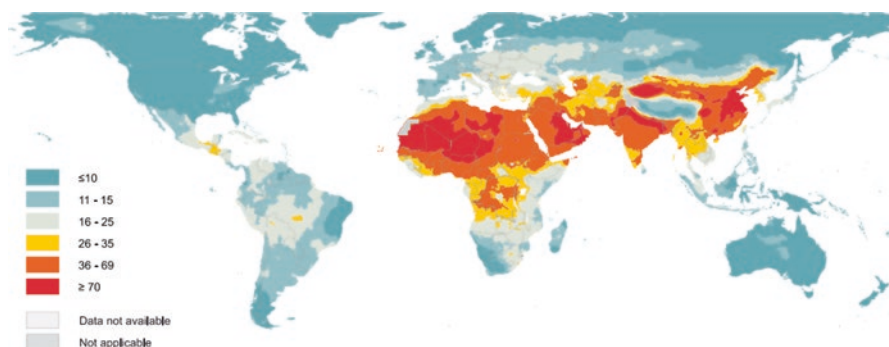 ≤10
11 - 15
16 - 25
26 - 35
36 - 69
≥ 70
Data not available
Not applicable